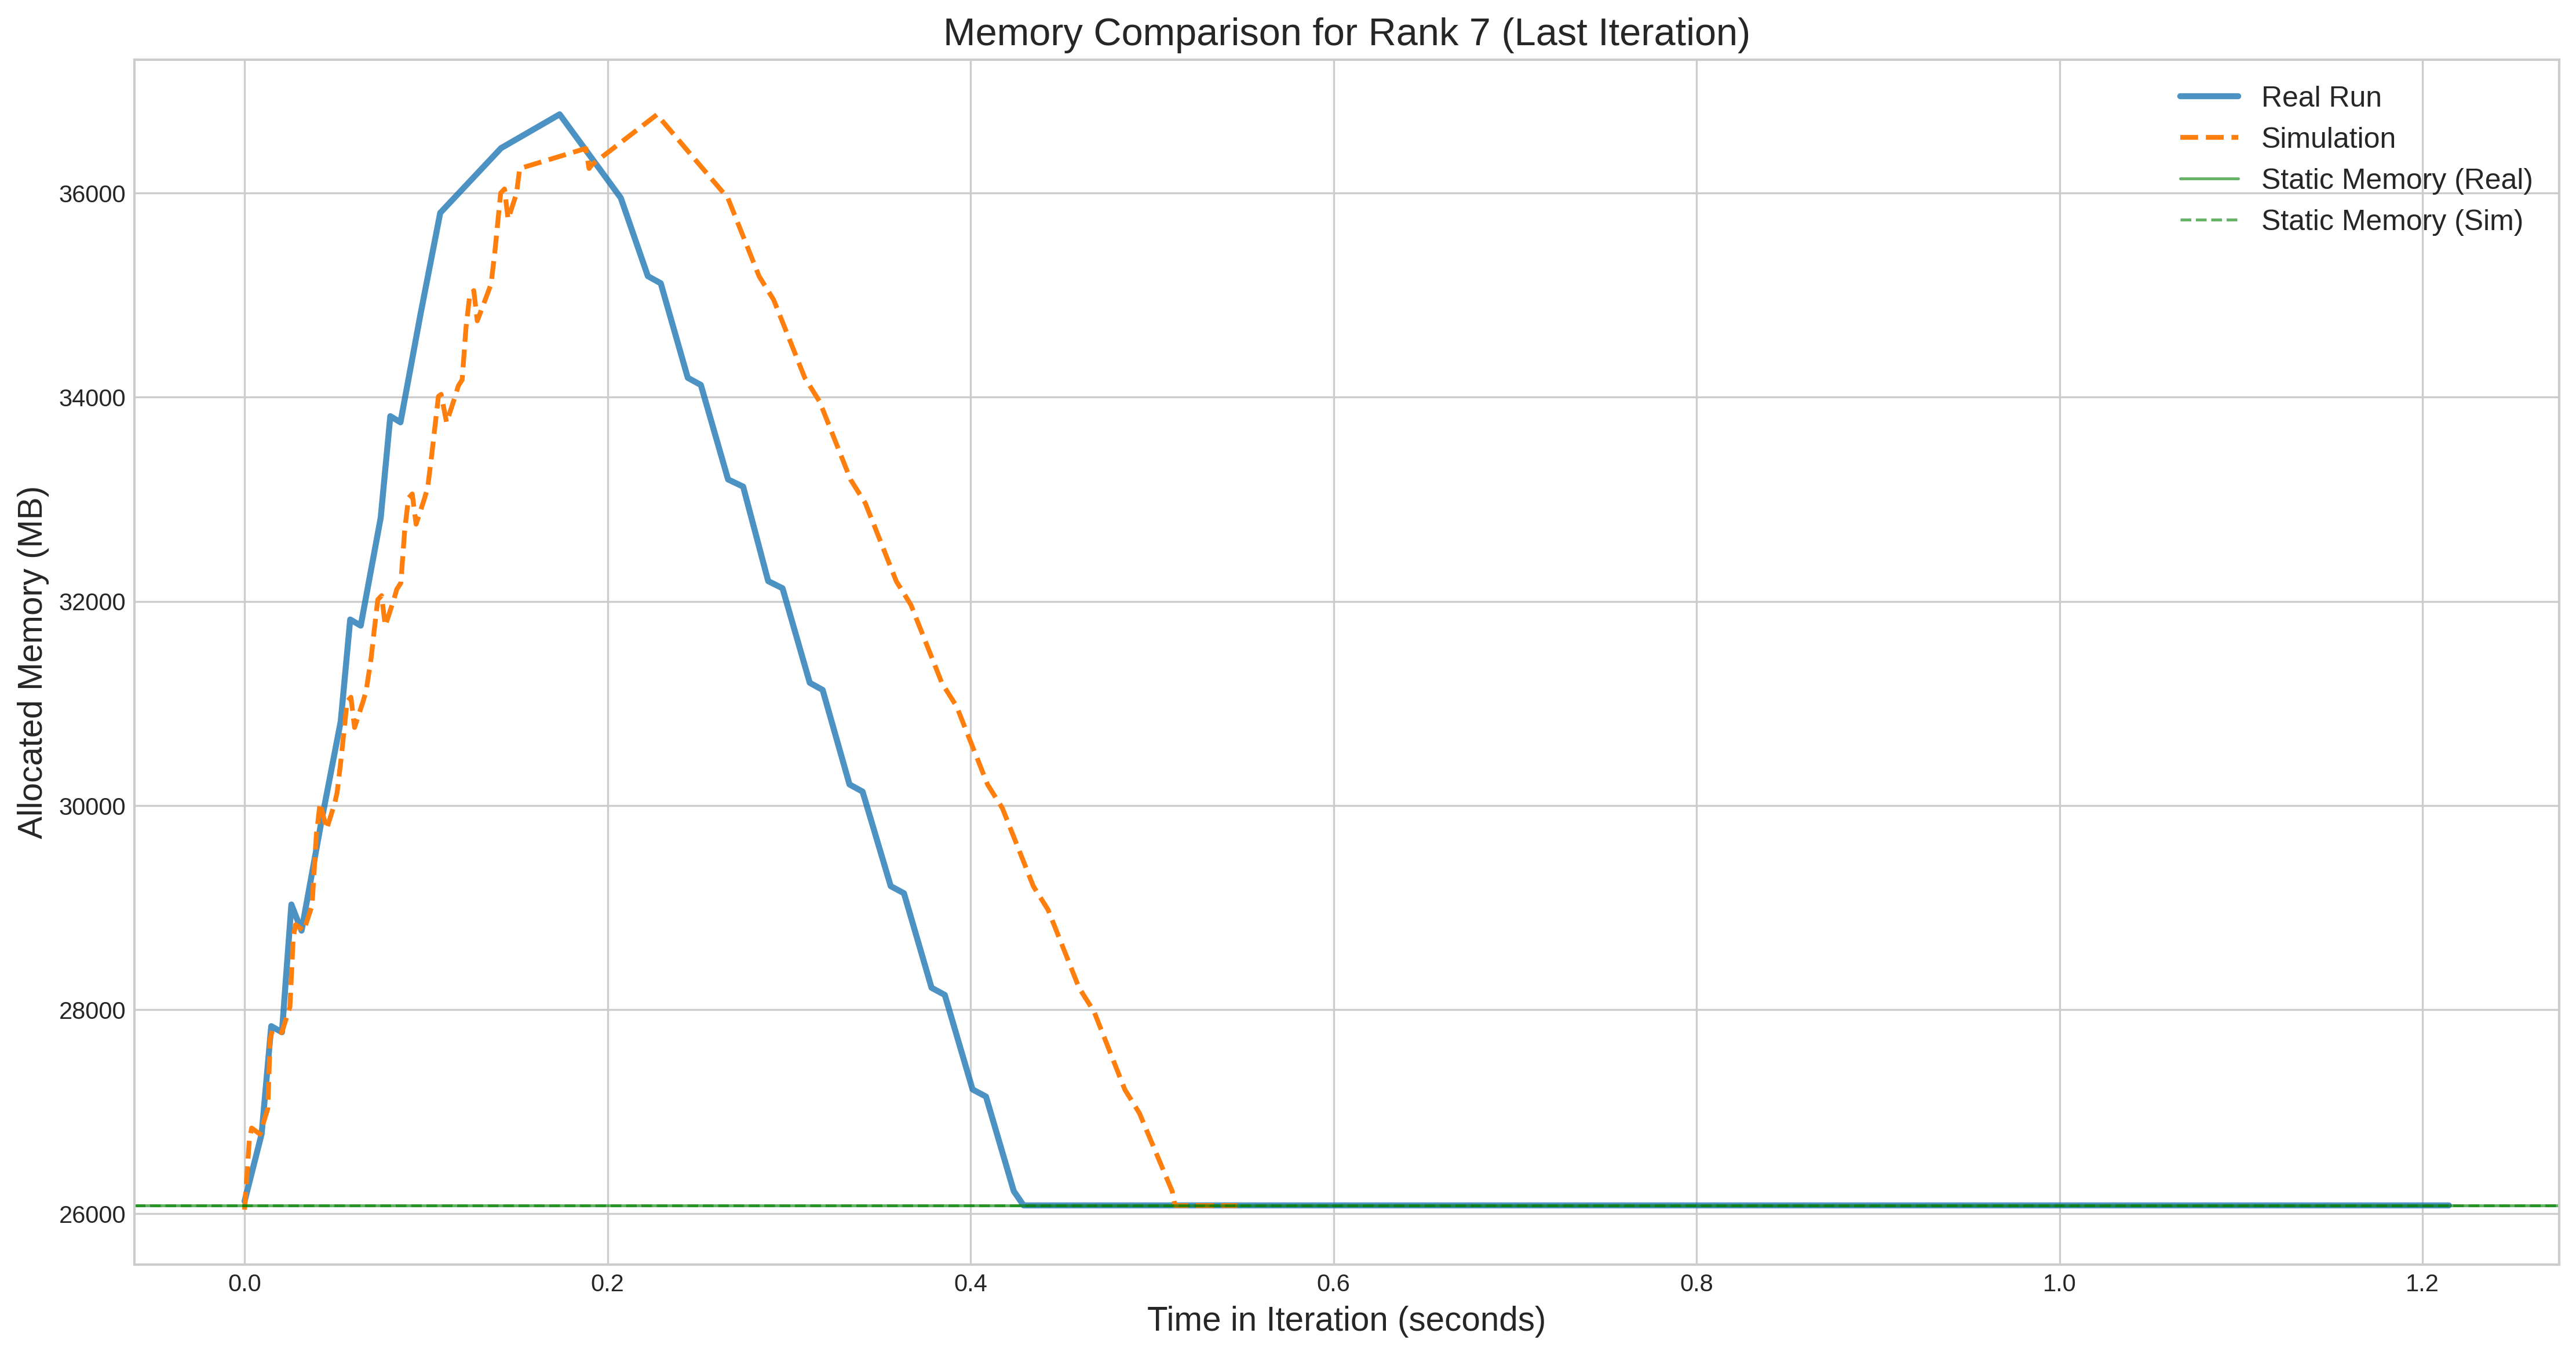 Memory Comparison for Rank 7 (Last Iteration)
Real Run
Simulation
Static Memory (Real)
Static Memory (Sim)
Allocated Memory (MB)
36000
34000
32000
30000
28000
26000
0.0 0.2 0.4 0.6 0.8 1.0 1.2
Time in Iteration (seconds)